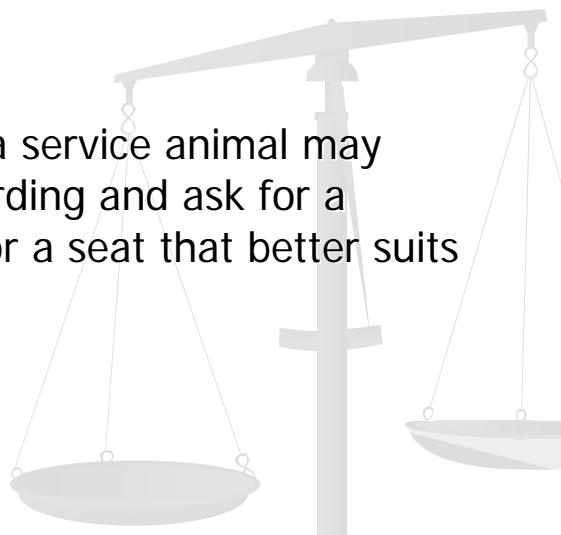 a service animal may
rding and ask for a
or a seat that better suits